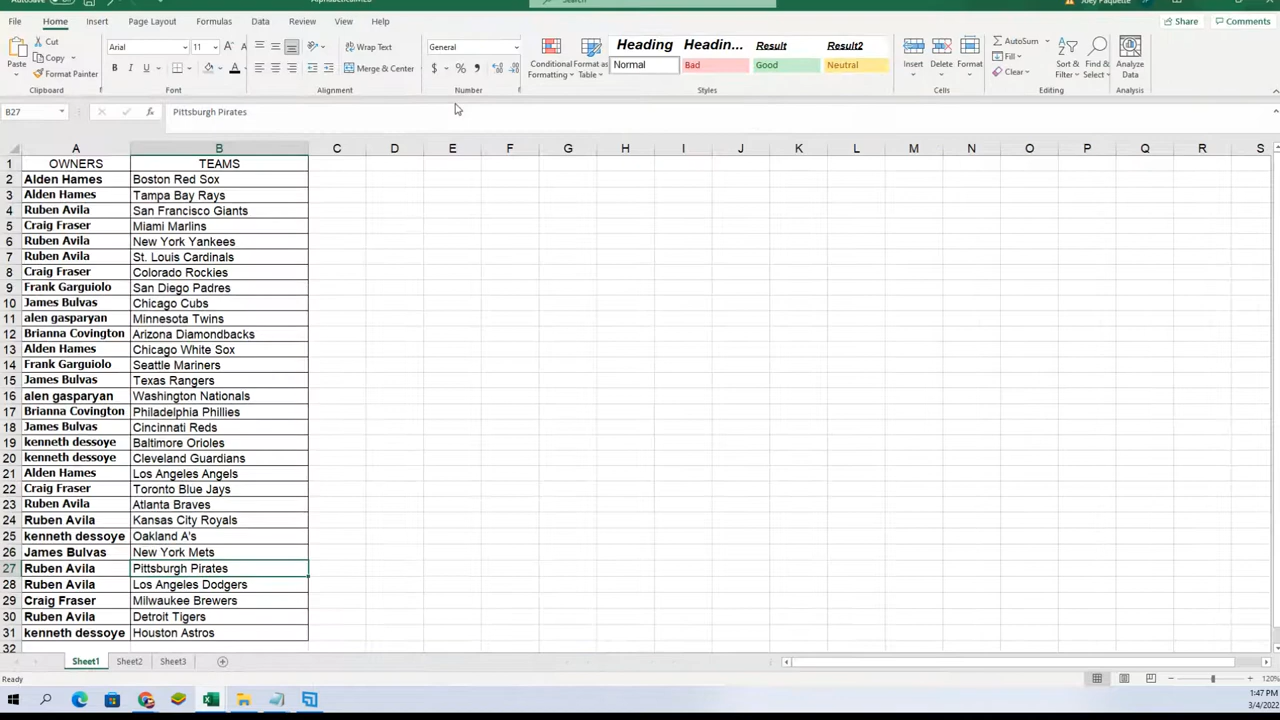 File Home Insert Page Layout Formulas Data Review View Help Share Comments
Cut
Copy
Format Painter
Paste
Clipboard
Arial 11
B I U
Font
Wrap Text
Merge & Center
Alignment
General
$ % ,
Number
Conditional Formatting
Format as Table
Heading Headin... Result Result2
Normal Bad Good Neutral
Styles
Insert Delete Format
Cells
AutoSum
Fill
Clear
Sort & Filter
Find & Select
Editing
Analyze Data
Analysis
B27 fx Pittsburgh Pirates
A B C D E F G H I J K L M N O P Q R S
1 OWNERS TEAMS
2 Alden Hames Boston Red Sox
3 Alden Hames Tampa Bay Rays
4 Ruben Avila San Francisco Giants
5 Craig Fraser Miami Marlins
6 Ruben Avila New York Yankees
7 Ruben Avila St. Louis Cardinals
8 Craig Fraser Colorado Rockies
9 Frank Garguiolo San Diego Padres
10 James Bulvas Chicago Cubs
11 alen gasparyan Minnesota Twins
12 Brianna Covington Arizona Diamondbacks
13 Alden Hames Chicago White Sox
14 Frank Garguiolo Seattle Mariners
15 James Bulvas Texas Rangers
16 alen gasparyan Washington Nationals
17 Brianna Covington Philadelphia Phillies
18 James Bulvas Cincinnati Reds
19 kenneth dessoye Baltimore Orioles
20 kenneth dessoye Cleveland Guardians
21 Alden Hames Los Angeles Angels
22 Craig Fraser Toronto Blue Jays
23 Ruben Avila Atlanta Braves
24 Ruben Avila Kansas City Royals
25 kenneth dessoye Oakland A's
26 James Bulvas New York Mets
27 Ruben Avila Pittsburgh Pirates
28 Ruben Avila Los Angeles Dodgers
29 Craig Fraser Milwaukee Brewers
30 Ruben Avila Detroit Tigers
31 kenneth dessoye Houston Astros
32
Sheet1 Sheet2 Sheet3
Ready 120%
1:47 PM
3/4/2022